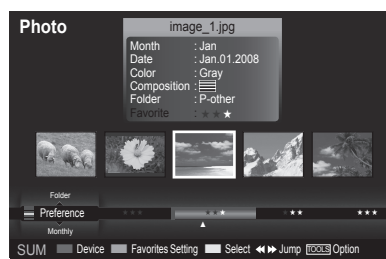 Photo
image_1.jpg
Month : Jan
Date : Jan.01.2008
Color : Gray
Composition :
Folder : P-other
Favorite : ★★★
Folder
Preference ★★★ ★★★ ★★ ★★★
Monthly
SUM Device Favorites Setting Select ◀◀ ▶▶ Jump TOOLS Option